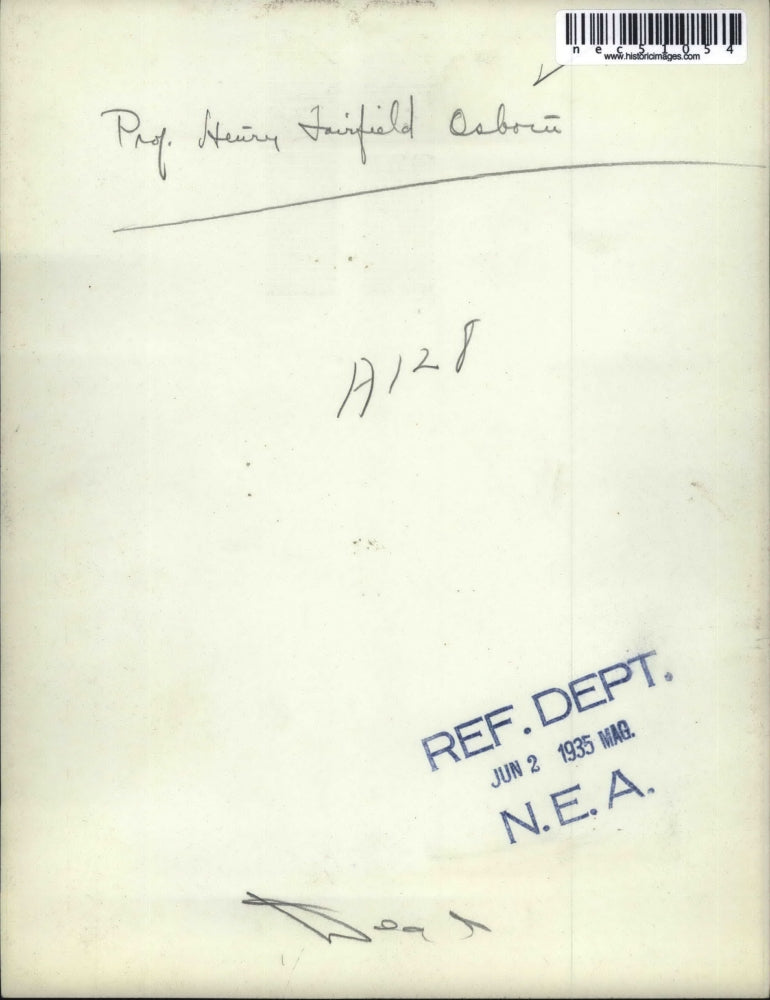 nec51054
www.historicimages.com
Prof. Henry Fairfield Osborn
A128
REF. DEPT.
JUN 2 1935 MAG.
N.E.A.